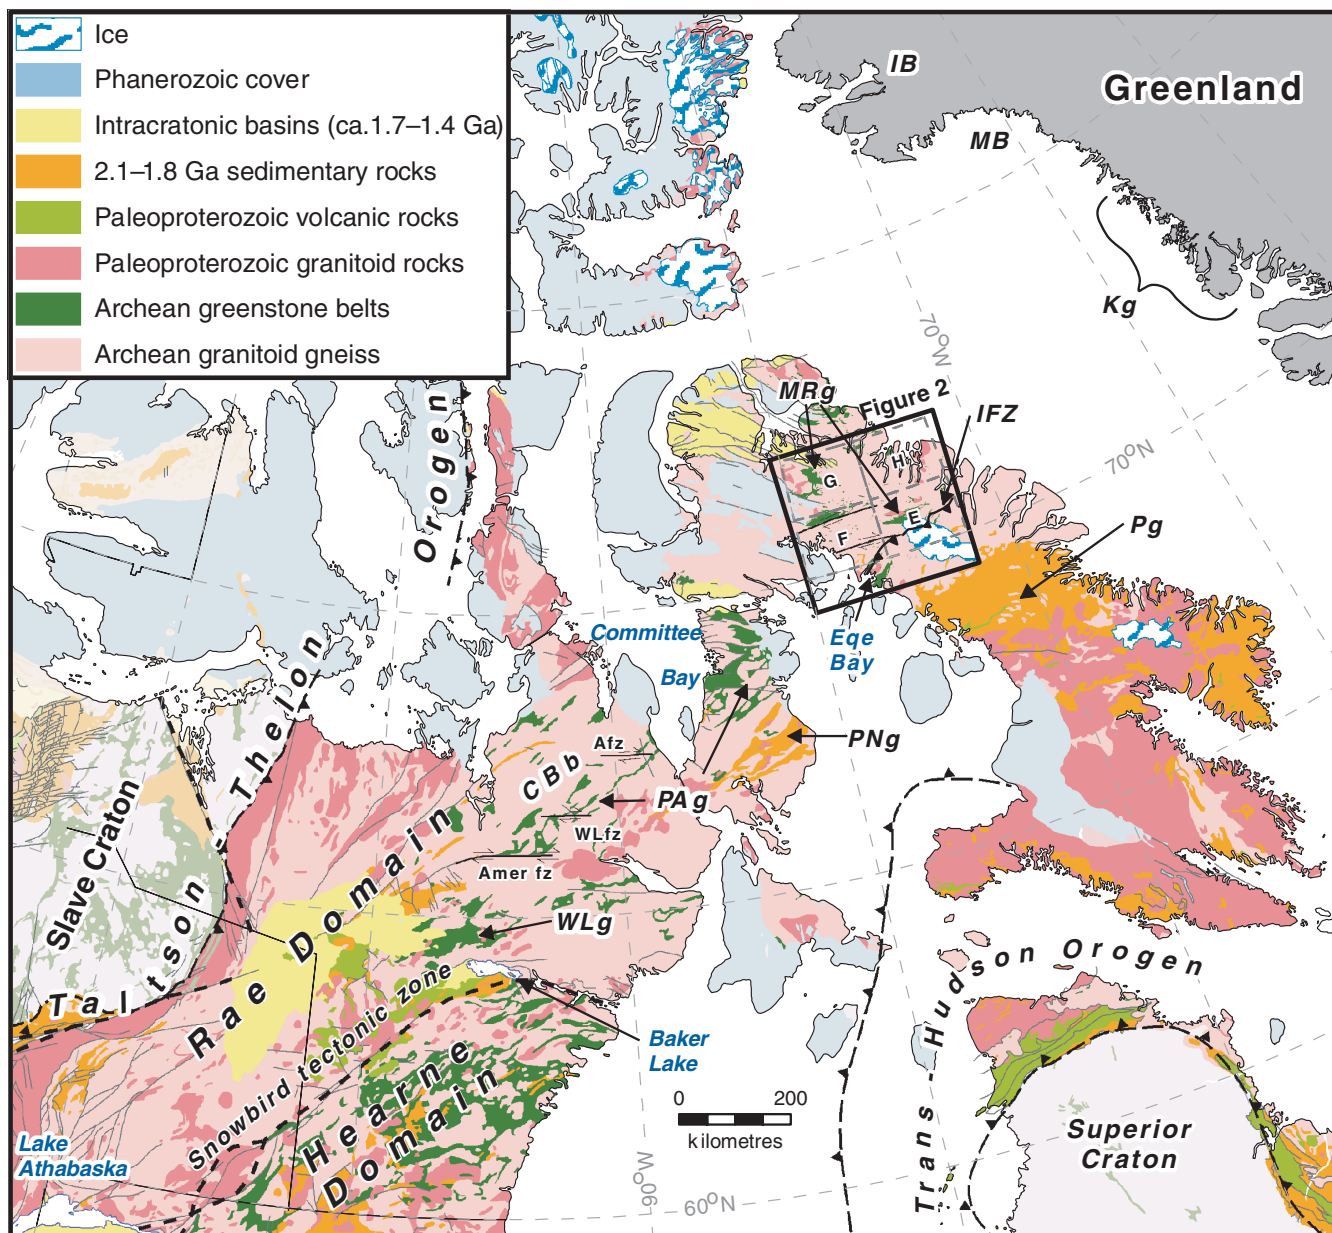 Ice
Phanerozoic cover
Intracratonic basins (ca.1.7–1.4 Ga)
2.1–1.8 Ga sedimentary rocks
Paleoproterozoic volcanic rocks
Paleoproterozoic granitoid rocks
Archean greenstone belts
Archean granitoid gneiss
IB
Greenland
MB
Kg
70°W
MRg
Figure 2
IFZ
70°N
G
H
E
F
Pg
Orogen
Thelon
Committee
Bay
Eqe
Bay
PNg
Afz
CBb
PAg
WLfz
Amer fz
WLg
Slave Craton
Taltson
Rae Domain
Snowbird tectonic zone
Hearne
Domain
Baker
Lake
0 200
kilometres
Lake
Athabaska
90°W
60°N
Trans-Hudson Orogen
Superior
Craton